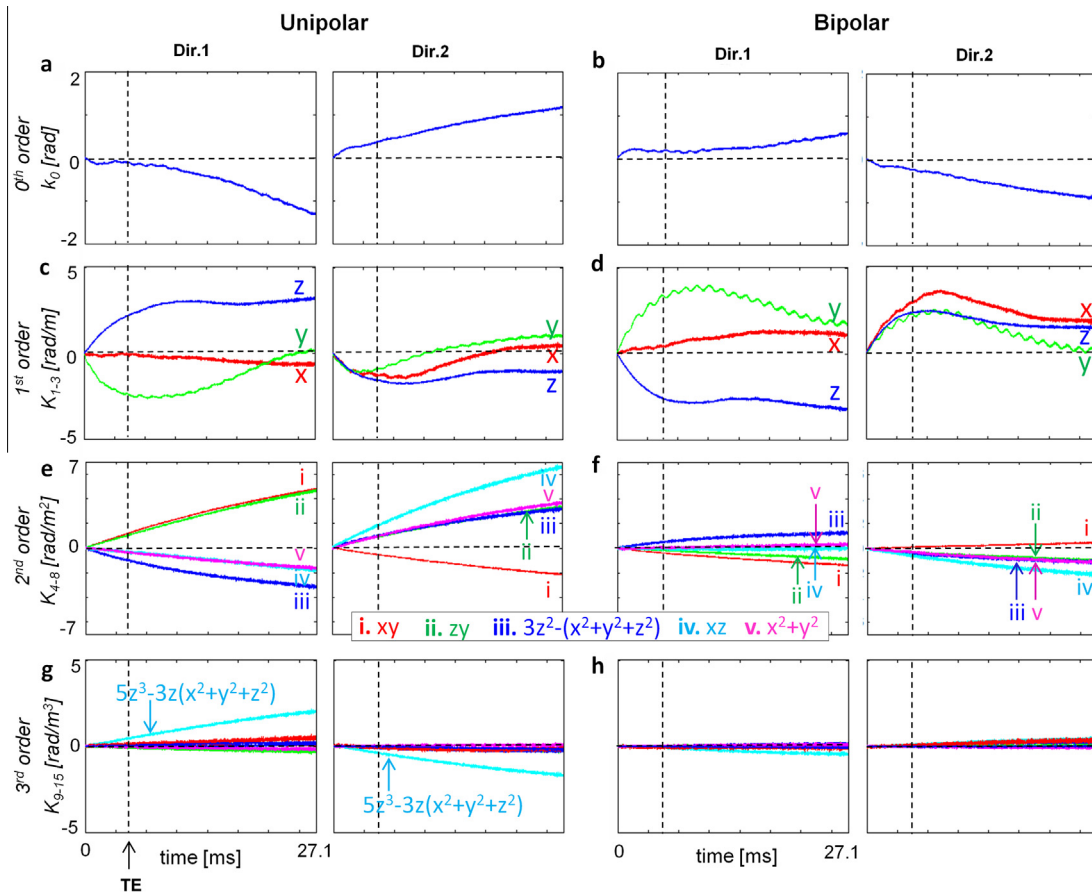 Unipolar Bipolar
Dir.1 Dir.2 Dir.1 Dir.2
a b
0th order
k0 [rad]
2
0
-2
c d
1st order
K1-3 [rad/m]
5
0
-5
z
y
x
y
x
z
y
x
z
x
z
y
e f
2nd order
K4-8 [rad/m²]
7
0
-7
i
ii
v
iv
iii
iv
v
iii
ii
i
v
iii
ii
iv
i
ii
i
iii
v
iv
i. xy ii. zy iii. 3z²-(x²+y²+z²) iv. xz v. x²+y²
g h
3rd order
K9-15 [rad/m³]
5
0
-5
5z³-3z(x²+y²+z²)
5z³-3z(x²+y²+z²)
0 time [ms] 27.1 0 time [ms] 27.1
TE